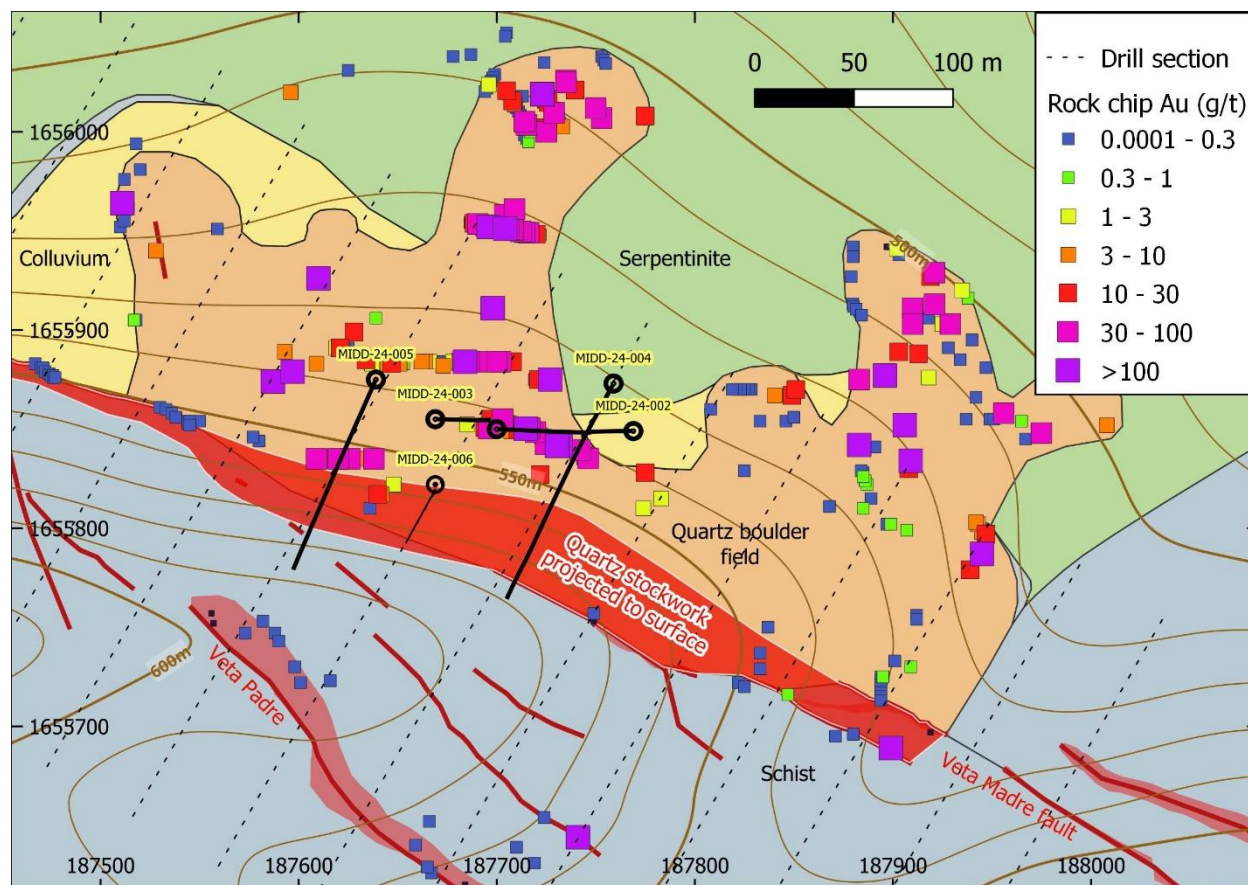 0 50 100 m
Drill section
Rock chip Au (g/t)
0.0001 - 0.3
0.3 - 1
1 - 3
3 - 10
10 - 30
30 - 100
>100
1656000
1655900
1655800
1655700
Colluvium
Serpentinite
500m
MIDD-24-005
MIDD-24-004
MIDD-24-003
MIDD-24-002
MIDD-24-006
550m
Quartz boulder
field
Quartz stockwork
projected to surface
600m
Veta Padre
Schist
Veta Madre fault
187500
187600
187700
187800
187900
188000